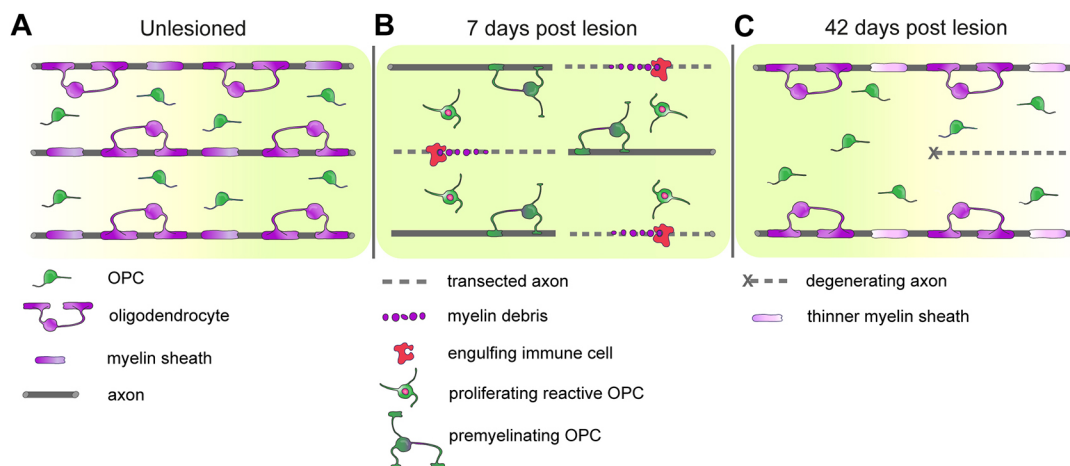 A
Unlesioned
B
7 days post lesion
C
42 days post lesion
X
OPC
oligodendrocyte
myelin sheath
axon
transected axon
myelin debris
engulfing immune cell
proliferating reactive OPC
premyelinating OPC
X
degenerating axon
thinner myelin sheath